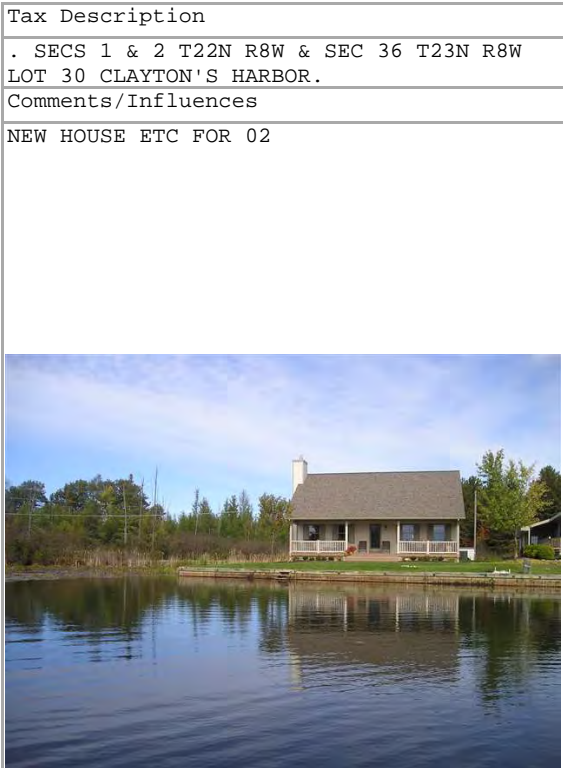 Tax Description
. SECS 1 & 2 T22N R8W & SEC 36 T23N R8W
LOT 30 CLAYTON'S HARBOR.
Comments/Influences
NEW HOUSE ETC FOR 02